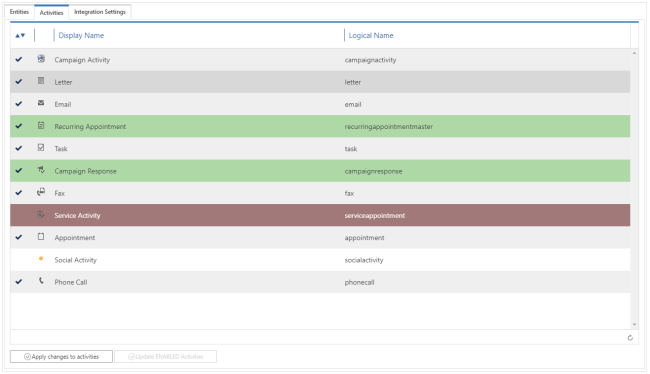 Entities Activities Integration Settings
Display Name Logical Name
Campaign Activity campaignactivity
Letter letter
Email email
Recurring Appointment recurringappointmentmaster
Task task
Campaign Response campaignresponse
Fax fax
Service Activity serviceappointment
Appointment appointment
Social Activity socialactivity
Phone Call phonecall
Apply changes to activities Update ENABLED Activities